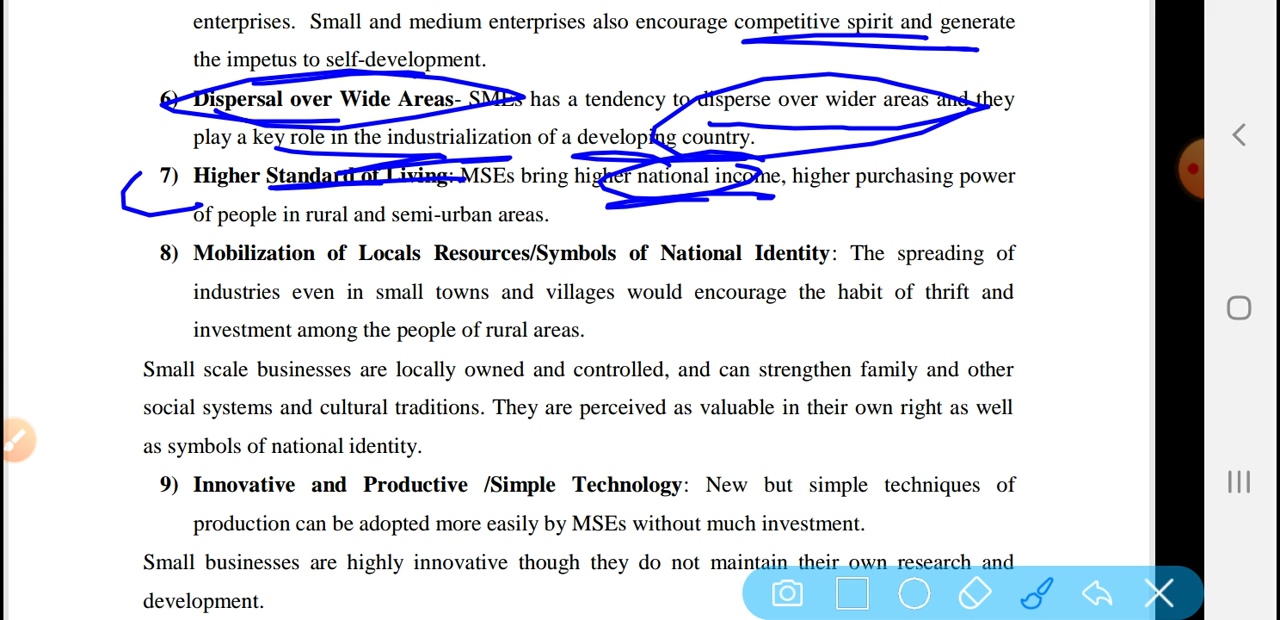 enterprises. Small and medium enterprises also encourage competitive spirit and generate
the impetus to self-development.
6) Dispersal over Wide Areas- SMEs has a tendency to disperse over wider areas and they
play a key role in the industrialization of a developing country.
7) Higher Standard of Living: MSEs bring higher national income, higher purchasing power
of people in rural and semi-urban areas.
8) Mobilization of Locals Resources/Symbols of National Identity: The spreading of
industries even in small towns and villages would encourage the habit of thrift and
investment among the people of rural areas.
Small scale businesses are locally owned and controlled, and can strengthen family and other
social systems and cultural traditions. They are perceived as valuable in their own right as well
as symbols of national identity.
9) Innovative and Productive /Simple Technology: New but simple techniques of
production can be adopted more easily by MSEs without much investment.
Small businesses are highly innovative though they do not maintain their own research and
development.